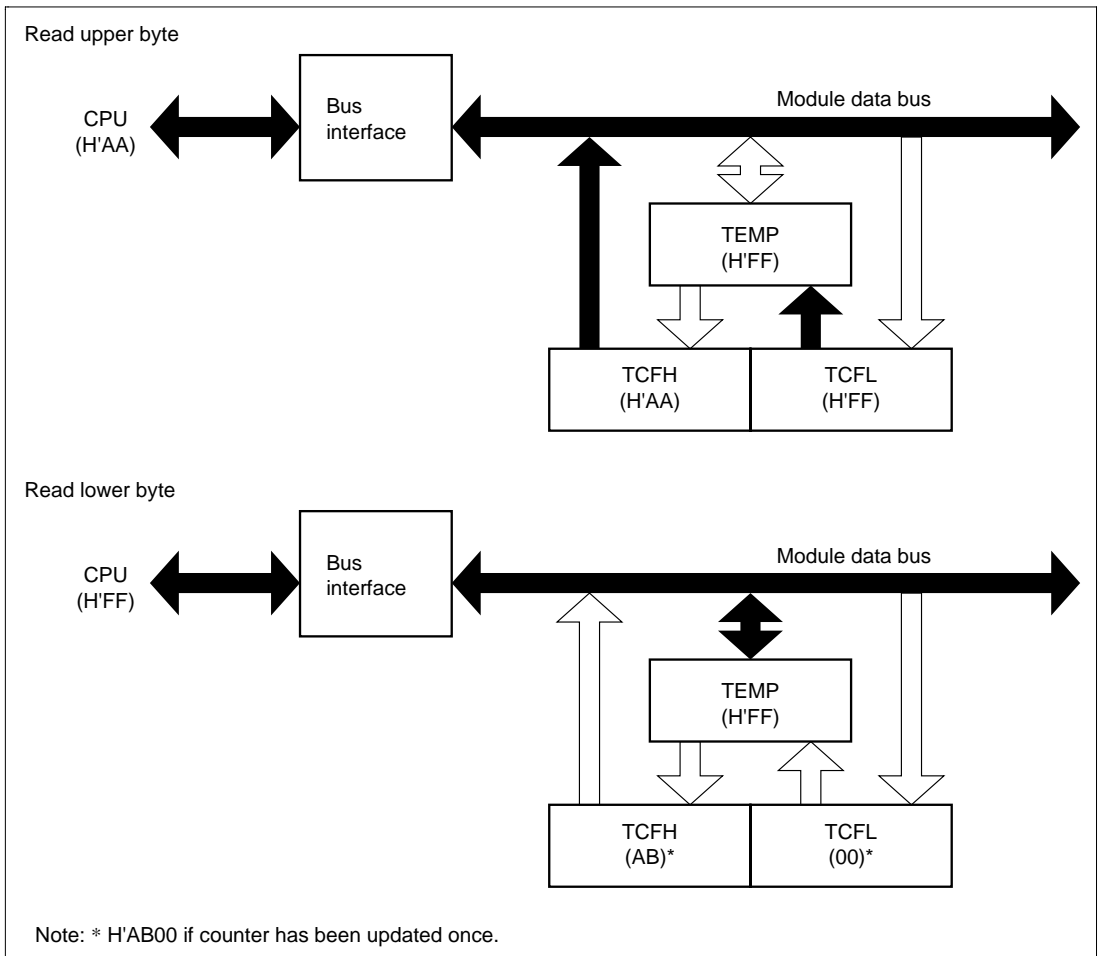 Read upper byte
CPU
(H'AA)
Bus
interface
Module data bus
TEMP
(H'FF)
TCFH
(H'AA)
TCFL
(H'FF)
Read lower byte
CPU
(H'FF)
Bus
interface
Module data bus
TEMP
(H'FF)
TCFH
(AB)*
TCFL
(00)*
Note: * H'AB00 if counter has been updated once.